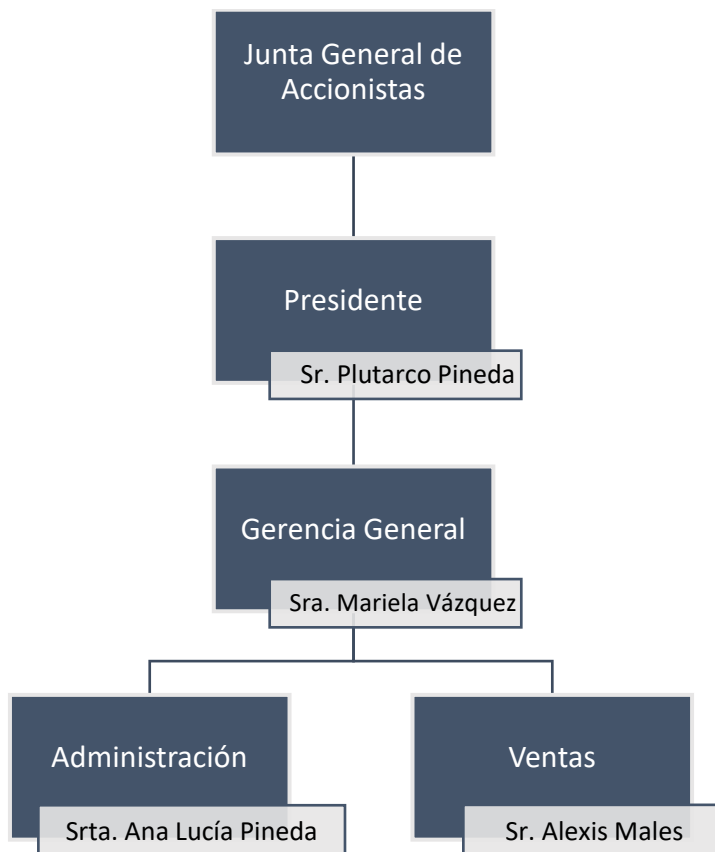 Junta General de
Accionistas
Presidente
Sr. Plutarco Pineda
Gerencia General
Sra. Mariela Vázquez
Administración
Srta. Ana Lucía Pineda
Ventas
Sr. Alexis Males